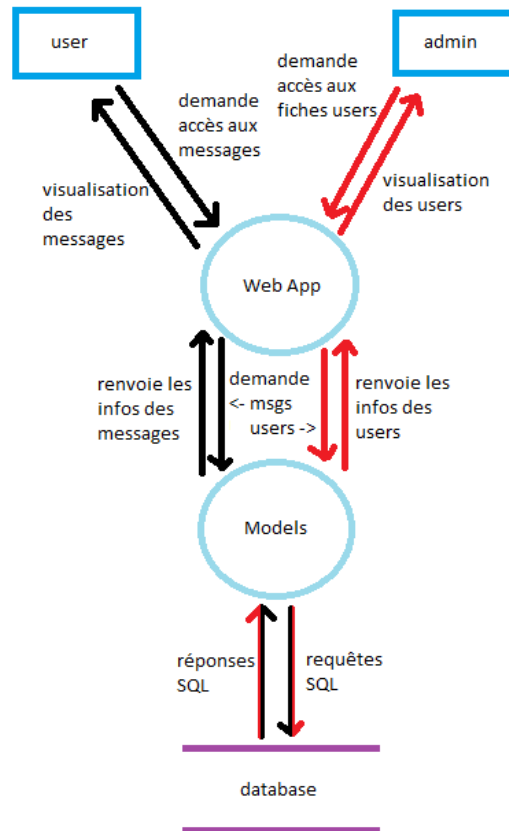 user
admin
demande
accès aux
messages
demande
accès aux
fiches users
visualisation
des
messages
visualisation
des users
Web App
renvoie les
infos des
messages
demande
<- msgs
users ->
renvoie les
infos des
users
Models
réponses
SQL
requêtes
SQL
database